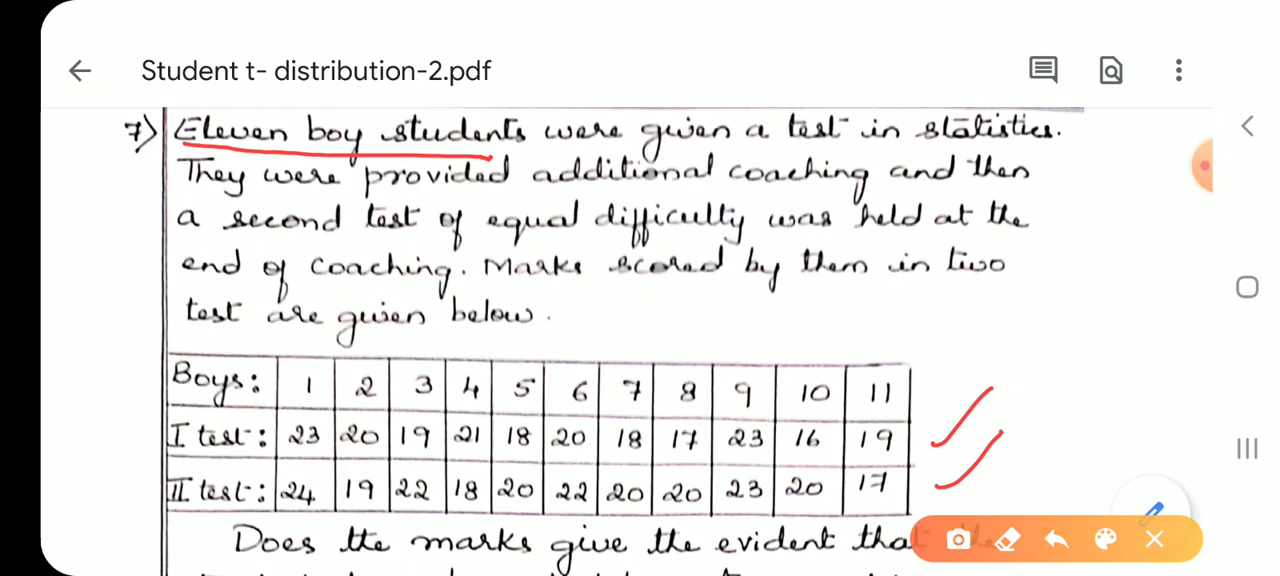 Student t- distribution-2.pdf
7) Eleven boy students were given a test in statistics.
They were provided additional coaching and then
a second test of equal difficulty was held at the
end of coaching. Marks scored by them in two
test are given below.
Boys: 1 2 3 4 5 6 7 8 9 10 11
I test: 23 20 19 21 18 20 18 17 23 16 19
II test: 24 19 22 18 20 22 20 20 23 20 17
Does the marks give the evident that